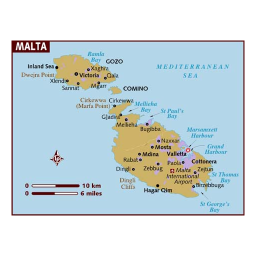 MALTA
Ramla
Bay
GOZO
Inland Sea
Xaghra
Dwejra Point
Victoria
Qala
Xlendi
Mgarr
Sannat
COMINO
MEDITERRANEAN
SEA
Cirkewwa
(Marfa Point)
Cirkewwa
Mellieha
Bay
Gjadira
St Paul's
Bay
Mellieha
Bugibba
Marsamxett
Harbour
Naxxar
Mosta
Grand
Harbour
Mdina
Valletta
Rabat
Paola
Cottonera
Dingli
Zebbug
Malta
International
Airport
Zejtun
St Thomas
Bay
Dingli
Cliffs
Hagar Qim
Birzebbuga
St George's
Bay
10 km
6 miles